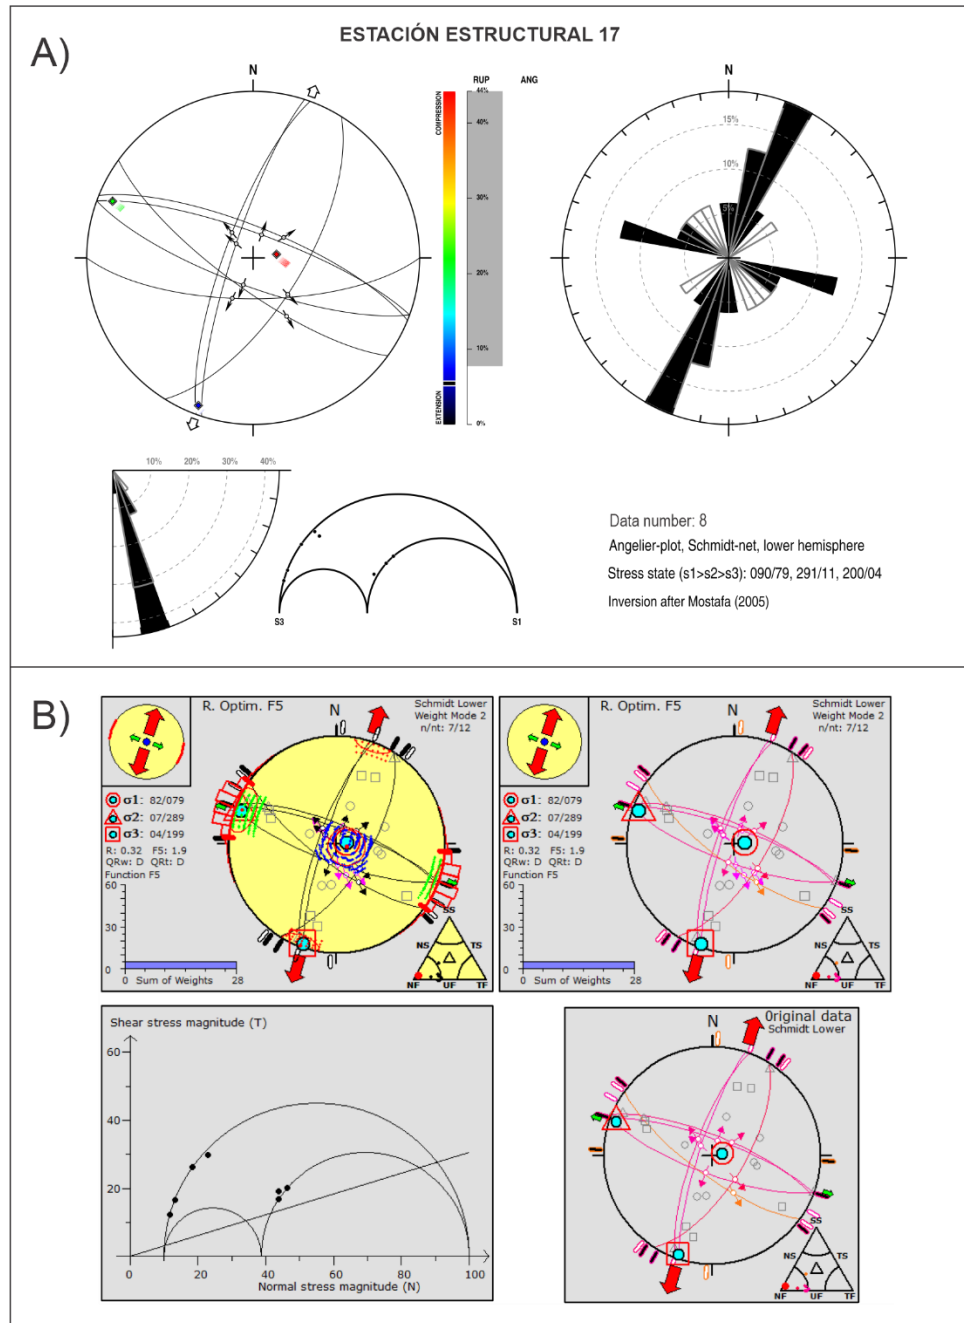 ESTACIÓN ESTRUCTURAL 17
A)
N
RUP ANG
COMPRESSION
EXTENSION
44%
40%
30%
20%
10%
0%
N
15%
10%
5%
10% 20% 30% 40%
S3 S1
Data number: 8
Angelier-plot, Schmidt-net, lower hemisphere
Stress state (s1>s2>s3): 090/79, 291/11, 200/04
Inversion after Mostafa (2005)
B)
R. Optim. F5
N
Schmidt Lower
Weight Mode 2
n/nt: 7/12
σ1: 82/079
σ2: 07/289
σ3: 04/199
R: 0.32 F5: 1.9
QRw: D QRt: D
Function F5
60
30
0
0 28
Sum of Weights
SS
NS TS
NF UF TF
R. Optim. F5
N
Schmidt Lower
Weight Mode 2
n/nt: 7/12
σ1: 82/079
σ2: 07/289
σ3: 04/199
R: 0.32 F5: 1.9
QRw: D QRt: D
Function F5
60
30
0
0 28
Sum of Weights
SS
NS TS
NF UF TF
Shear stress magnitude (T)
60
40
20
0 20 40 60 80 100
Normal stress magnitude (N)
Original data
Schmidt Lower
N
SS
NS TS
NF UF TF